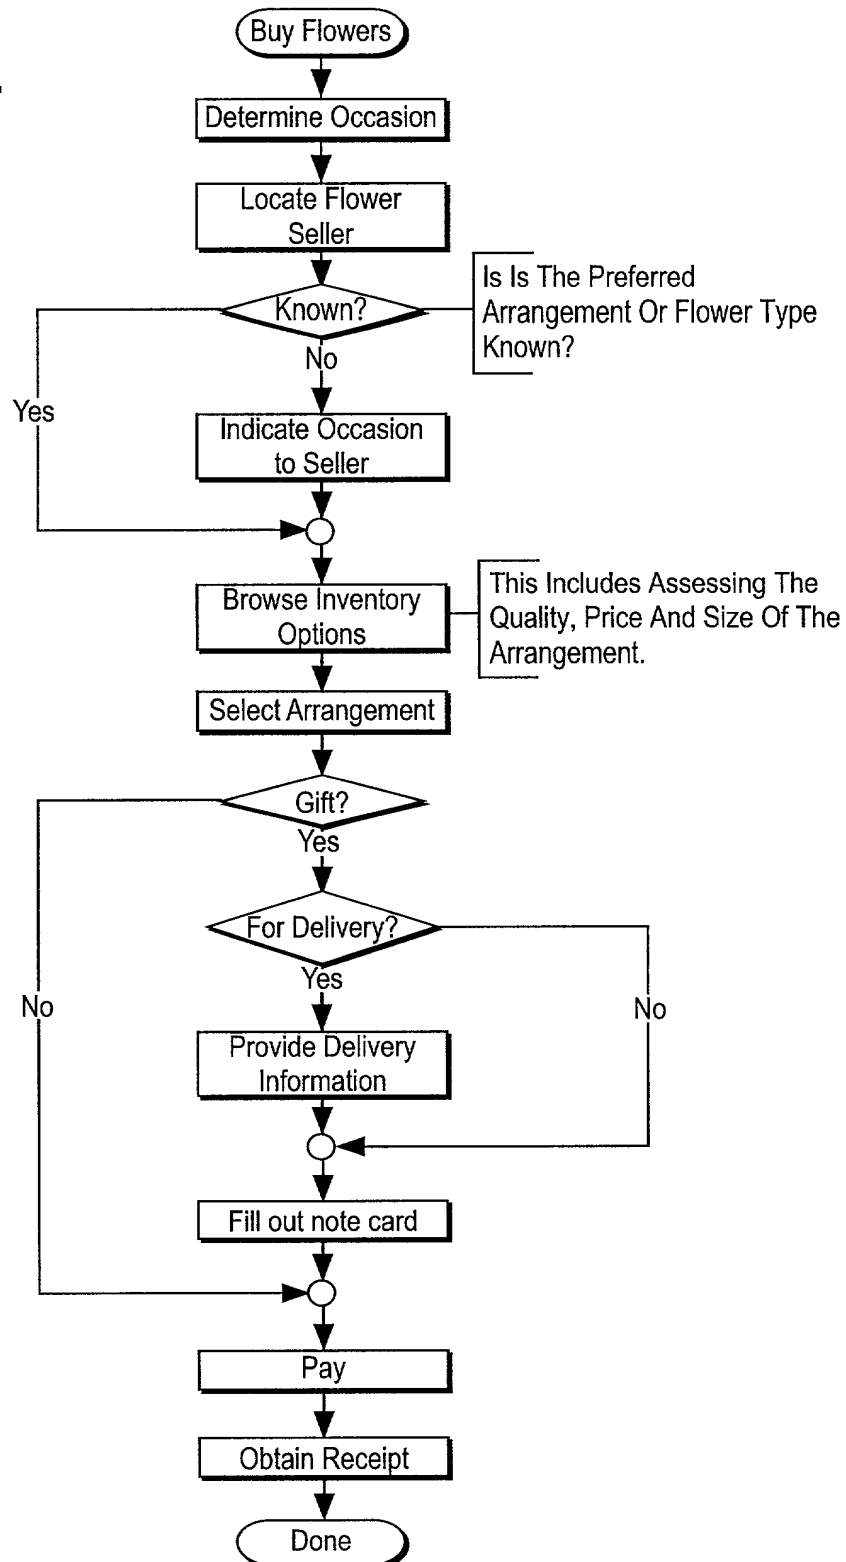 Buy Flowers
Determine Occasion
Locate Flower
Seller
Known?
Is Is The Preferred
Arrangement Or Flower Type
Known?
No
Yes
Indicate Occasion
to Seller
Browse Inventory
Options
This Includes Assessing The
Quality, Price And Size Of The
Arrangement.
Select Arrangement
Gift?
Yes
For Delivery?
Yes
No
No
Provide Delivery
Information
Fill out note card
Pay
Obtain Receipt
Done